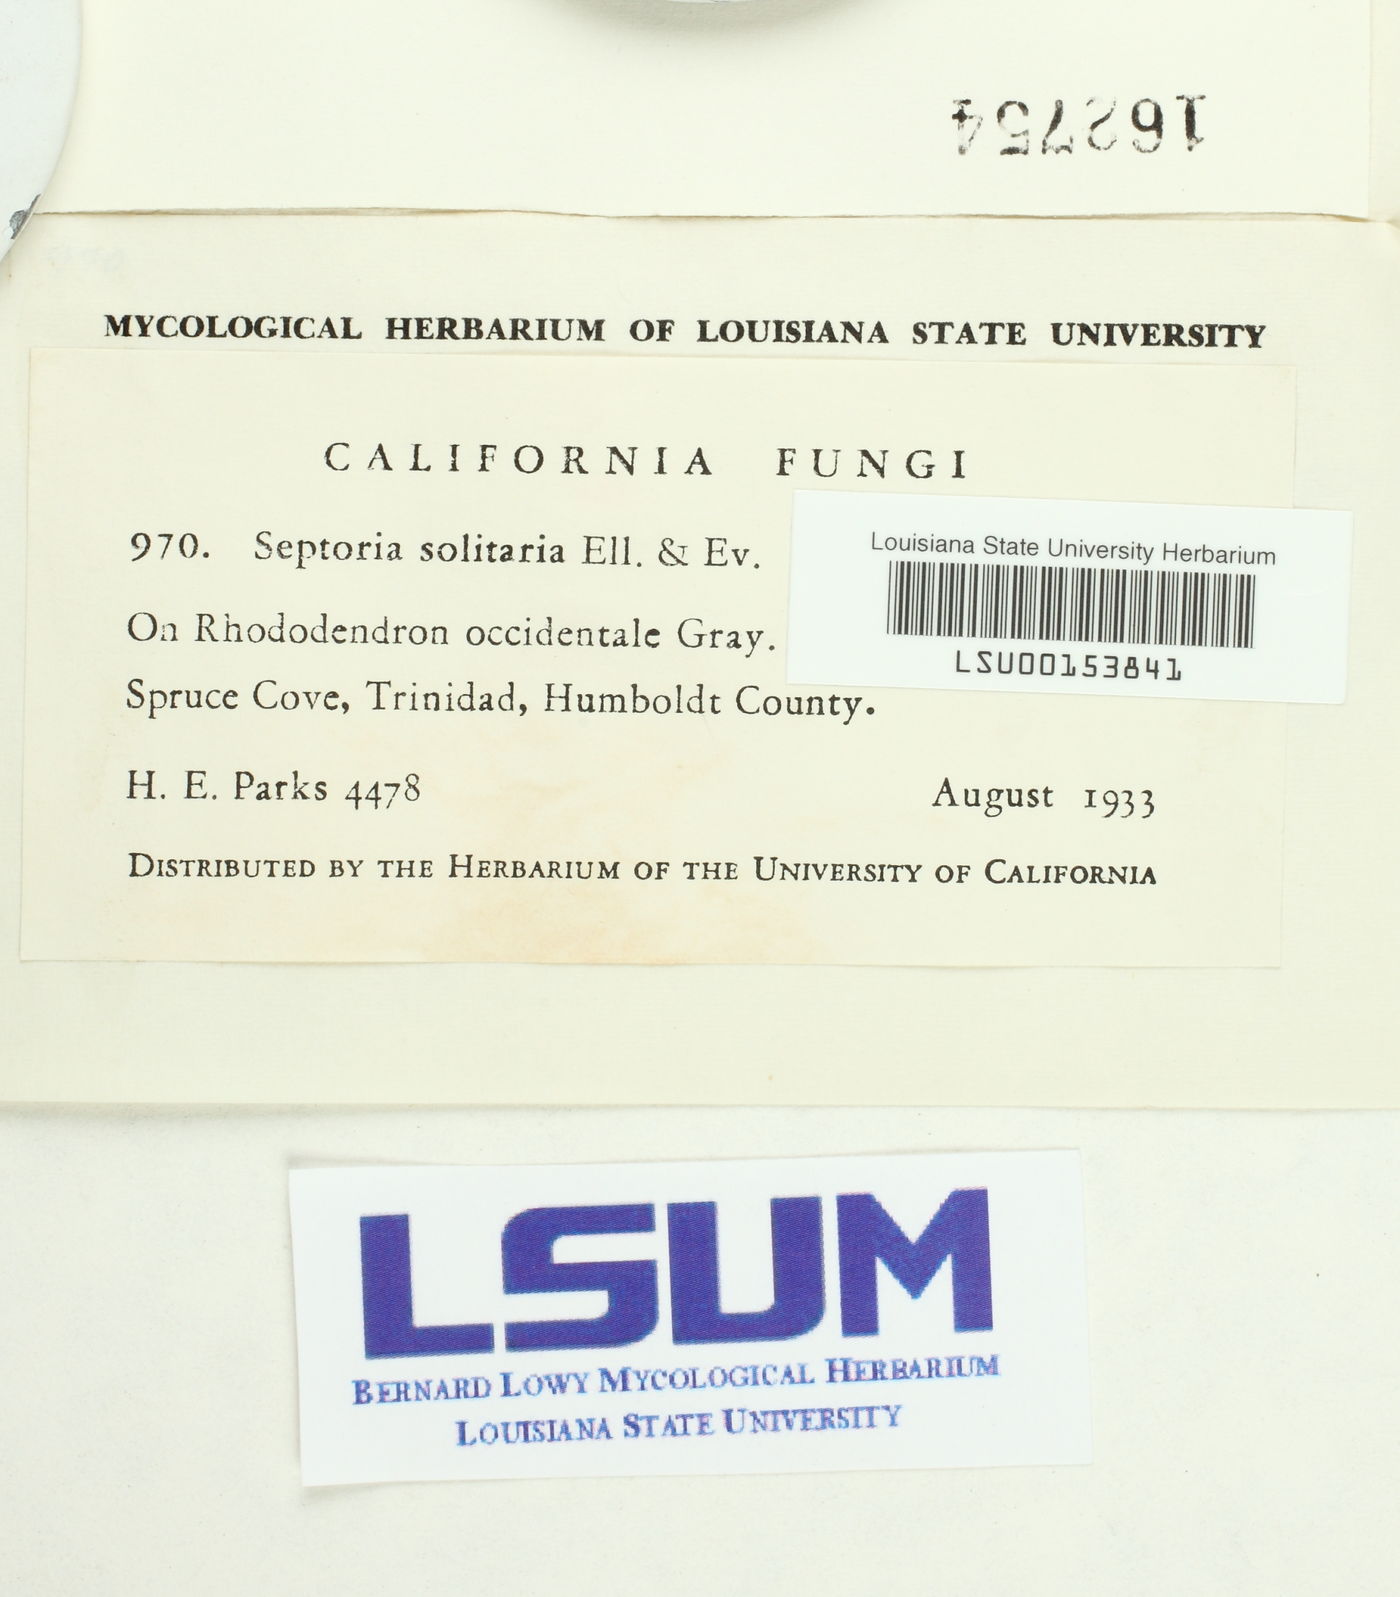 162754
MYCOLOGICAL HERBARIUM OF LOUISIANA STATE UNIVERSITY
CALIFORNIA FUNGI
970. Septoria solitaria Ell. & Ev.
Louisiana State University Herbarium
LSU00153841
On Rhododendron occidentale Gray.
Spruce Cove, Trinidad, Humboldt County.
H. E. Parks 4478 August 1933
DISTRIBUTED BY THE HERBARIUM OF THE UNIVERSITY OF CALIFORNIA
LSUM
BERNARD LOWY MYCOLOGICAL HERBARIUM
LOUISIANA STATE UNIVERSITY